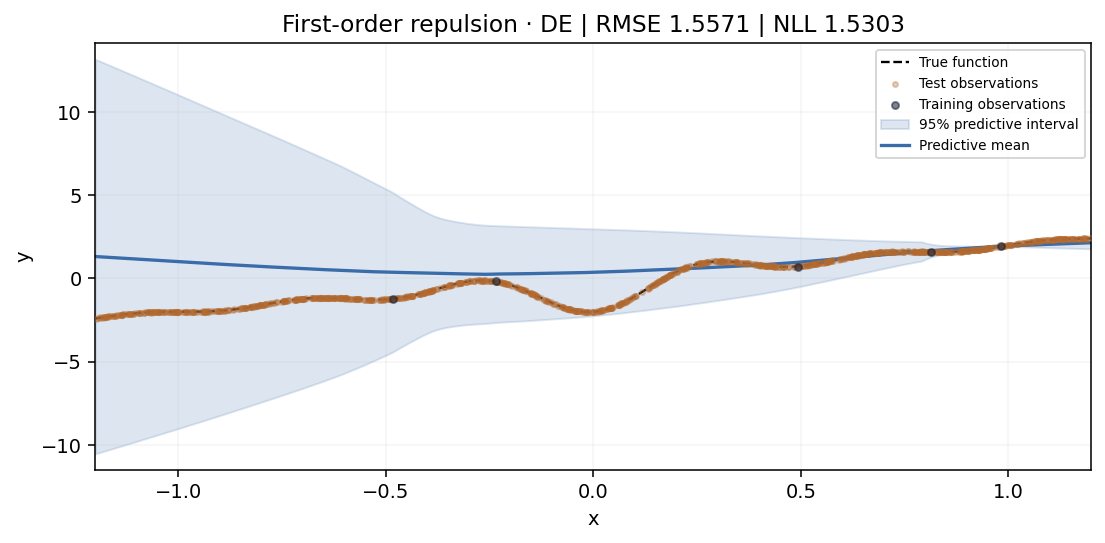 First-order repulsion · DE | RMSE 1.5571 | NLL 1.5303
True function
Test observations
Training observations
95% predictive interval
Predictive mean
10
5
0
−5
−10
y
−1.0 −0.5 0.0 0.5 1.0
x